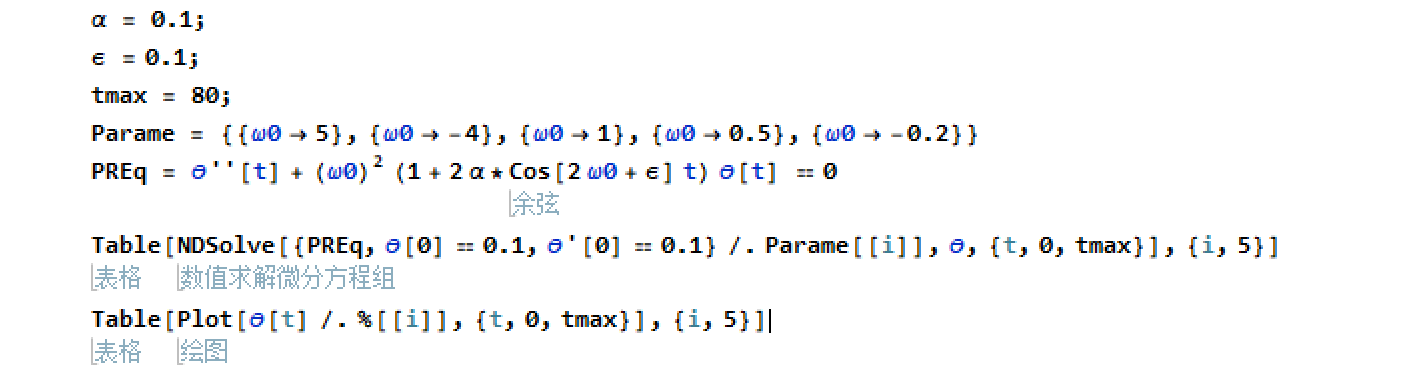 α = 0.1;
ϵ = 0.1;
tmax = 80;
Parame = {{ω0 → 5}, {ω0 → -4}, {ω0 → 1}, {ω0 → 0.5}, {ω0 → -0.2}}
PREq = θ''[t] + (ω0)² (1 + 2 α * Cos[2 ω0 + ϵ] t) θ[t] == 0
余弦
Table[NDSolve[{PREq, θ[0] == 0.1, θ'[0] == 0.1} /. Parame[[i]], θ, {t, 0, tmax}], {i, 5}]
表格 数值求解微分方程组
Table[Plot[θ[t] /. %[[i]], {t, 0, tmax}], {i, 5}]
表格 绘图